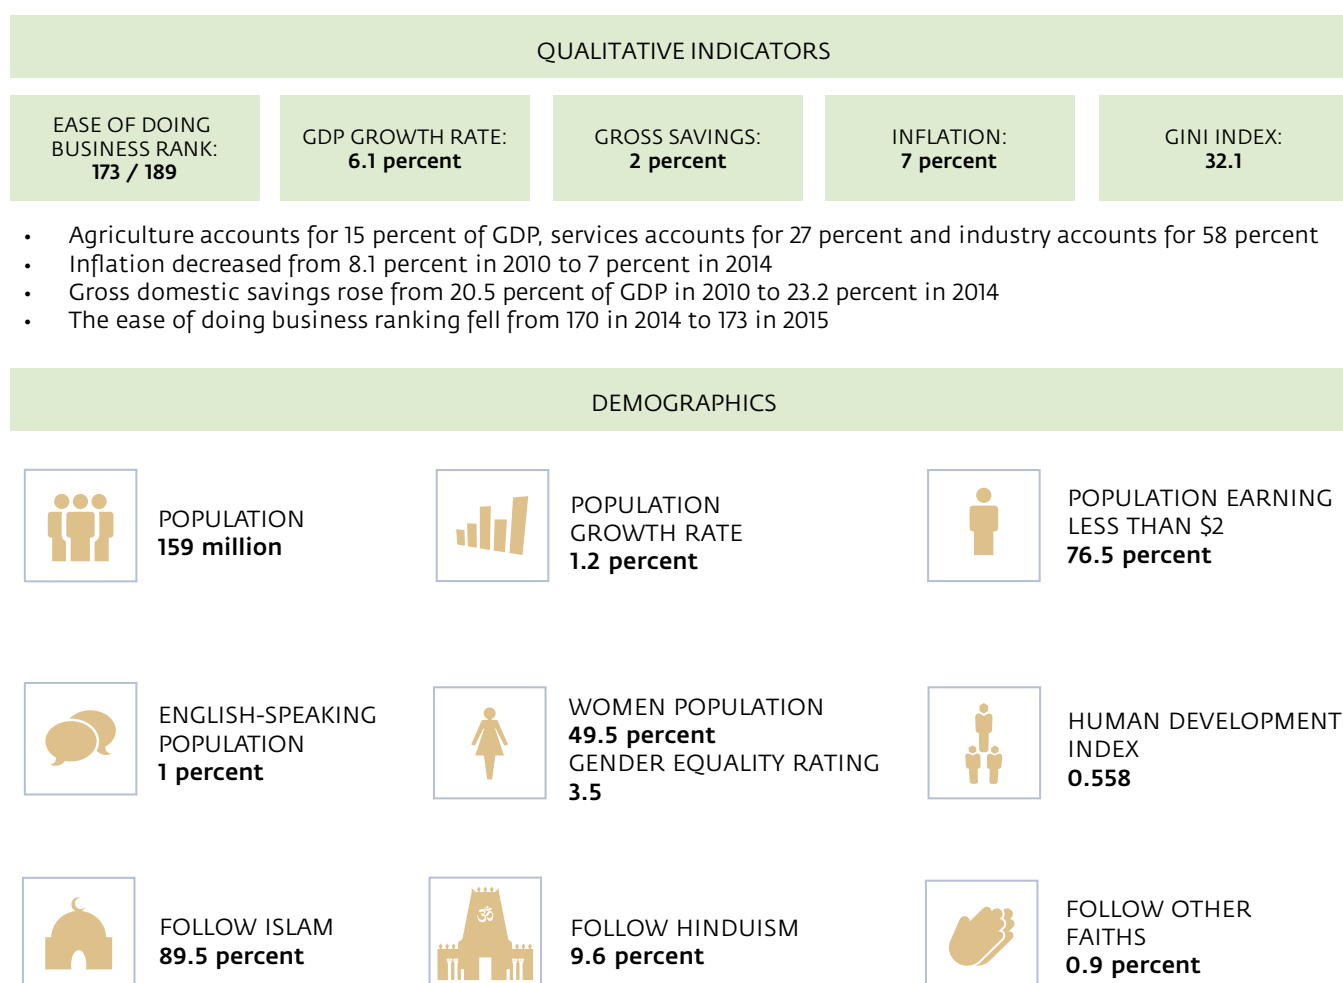 QUALITATIVE INDICATORS
EASE OF DOING
BUSINESS RANK:
173 / 189
GDP GROWTH RATE:
6.1 percent
GROSS SAVINGS:
2 percent
INFLATION:
7 percent
GINI INDEX:
32.1
• Agriculture accounts for 15 percent of GDP, services accounts for 27 percent and industry accounts for 58 percent
• Inflation decreased from 8.1 percent in 2010 to 7 percent in 2014
• Gross domestic savings rose from 20.5 percent of GDP in 2010 to 23.2 percent in 2014
• The ease of doing business ranking fell from 170 in 2014 to 173 in 2015
DEMOGRAPHICS
POPULATION
159 million
POPULATION
GROWTH RATE
1.2 percent
POPULATION EARNING
LESS THAN $2
76.5 percent
ENGLISH-SPEAKING
POPULATION
1 percent
WOMEN POPULATION
49.5 percent
GENDER EQUALITY RATING
3.5
HUMAN DEVELOPMENT
INDEX
0.558
FOLLOW ISLAM
89.5 percent
ॐ
FOLLOW HINDUISM
9.6 percent
FOLLOW OTHER
FAITHS
0.9 percent